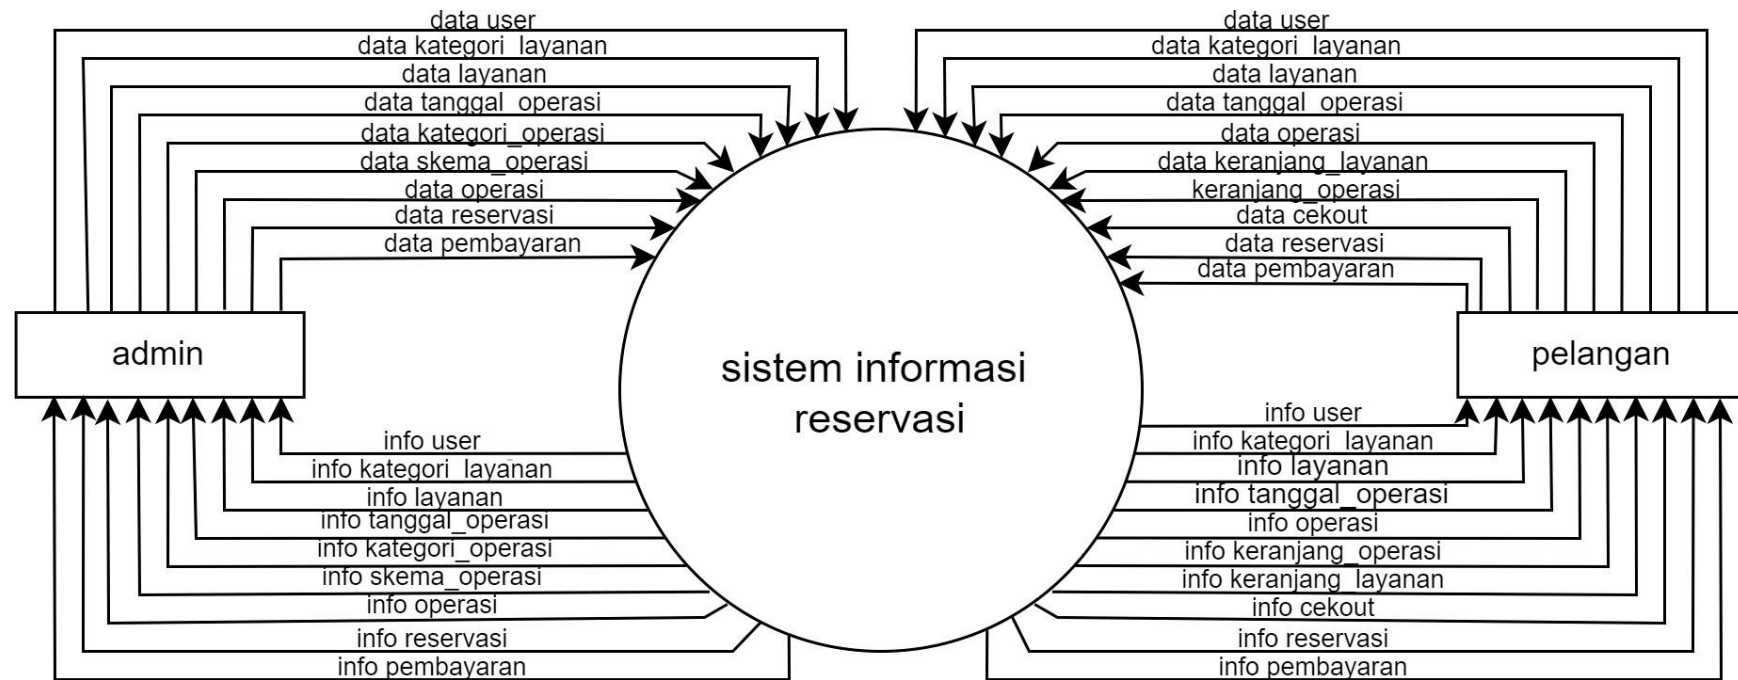 data user
data kategori_layanan
data layanan
data tanggal_operasi
data kategori_operasi
data skema_operasi
data operasi
data reservasi
data pembayaran
admin
info user
info kategori_layanan
info layanan
info tanggal_operasi
info kategori_operasi
info skema_operasi
info operasi
info reservasi
info pembayaran
sistem informasi
reservasi
data user
data kategori_layanan
data layanan
data tanggal_operasi
data operasi
data keranjang_layanan
keranjang_operasi
data cekout
data reservasi
data pembayaran
pelangan
info user
info kategori_layanan
info layanan
info tanggal_operasi
info operasi
info keranjang_operasi
info keranjang_layanan
info cekout
info reservasi
info pembayaran